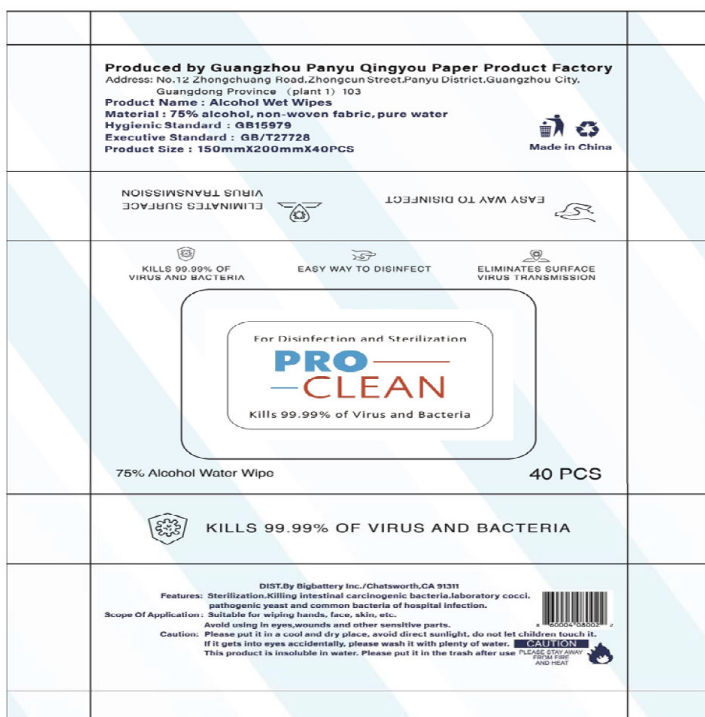 Produced by Guangzhou Panyu Qingyou Paper Product Factory
Address: No.12 Zhongchuang Road,Zhongcun Street,Panyu District,Guangzhou City,
Guangdong Province （plant 1）103
Product Name : Alcohol Wet Wipes
Material : 75% alcohol, non-woven fabric, pure water
Hygienic Standard : GB15979
Executive Standard : GB/T27728
Product Size : 150mmX200mmX40PCS
Made in China
EASY WAY TO DISINFECT
ELIMINATES SURFACE
VIRUS TRANSMISSION
KILLS 99.99% OF
VIRUS AND BACTERIA
EASY WAY TO DISINFECT
ELIMINATES SURFACE
VIRUS TRANSMISSION
For Disinfection and Sterilization
PRO
CLEAN
Kills 99.99% of Virus and Bacteria
75% Alcohol Water Wipe
40 PCS
KILLS 99.99% OF VIRUS AND BACTERIA
DIST.By Bigbattery Inc./Chatsworth,CA 91311
Features: Sterilization.Killing intestinal carcinogenic bacteria.laboratory cocci.
pathogenic yeast and common bacteria of hospital infection.
Scope Of Application: Suitable for wiping hands, face, skin, etc.
Avoid using in eyes,wounds and other sensitive parts.
Caution: Please put it in a cool and dry place, avoid direct sunlight, do not let children touch it.
If it gets into eyes accidentally, please wash it with plenty of water.
This product is insoluble in water. Please put it in the trash after use
CAUTION
PLEASE STAY AWAY
FROM FIRE
AND HEAT